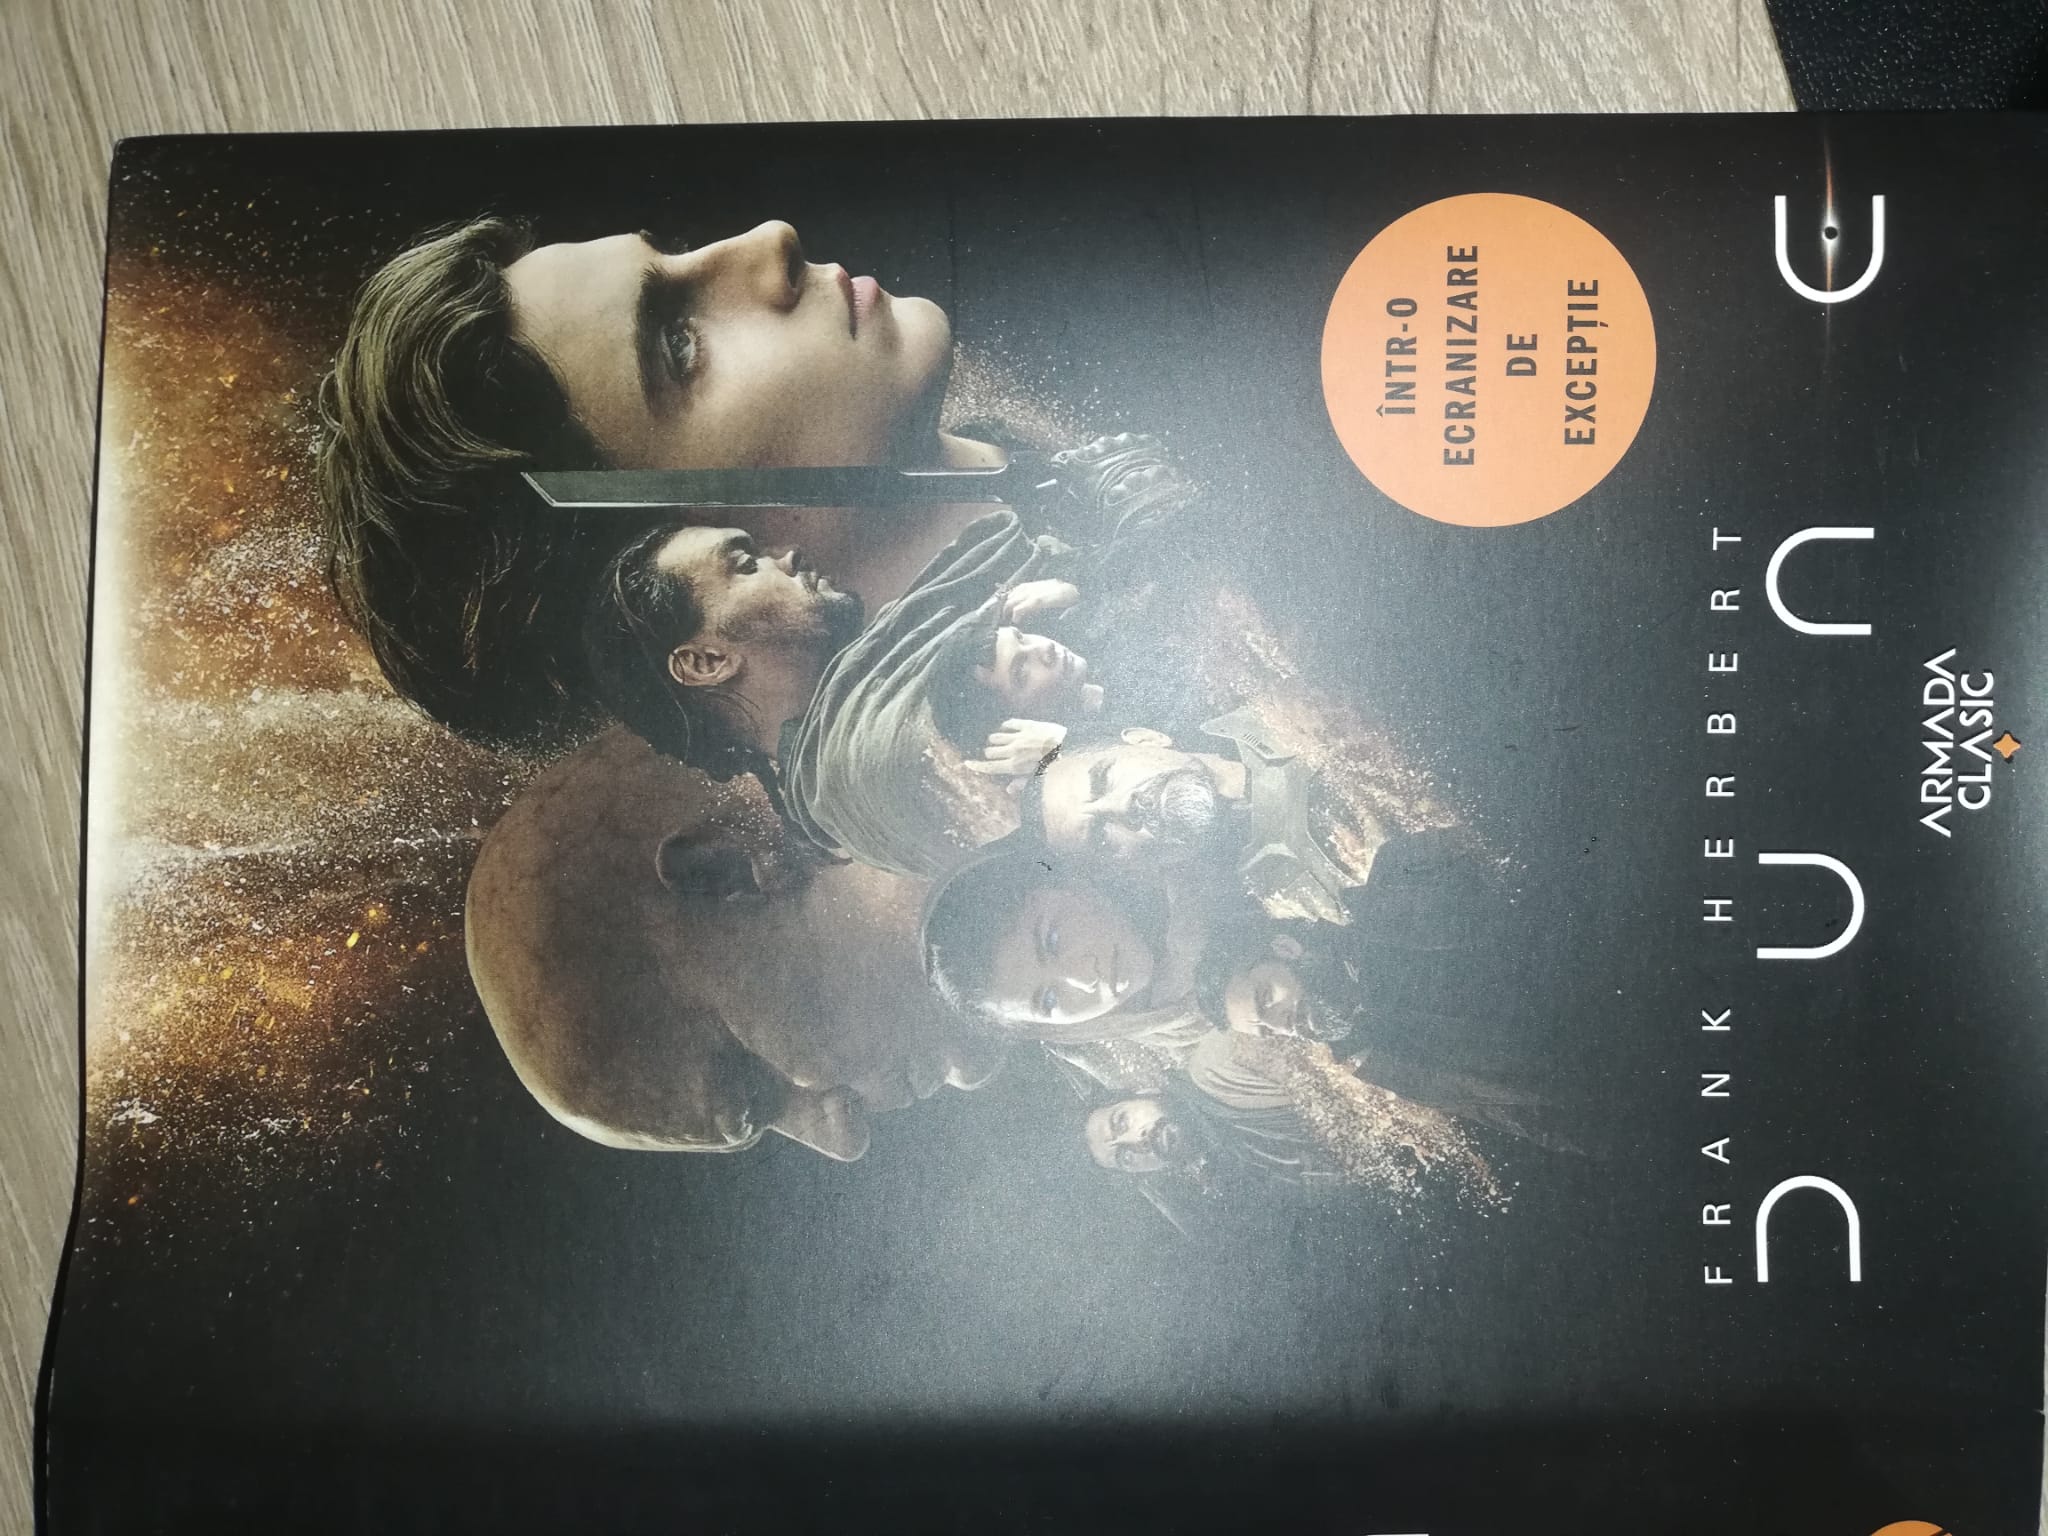 ÎNTR-O
ECRANIZARE
DE
EXCEPȚIE
FRANK HERBERT
DUNE
ARMADA
CLASIC